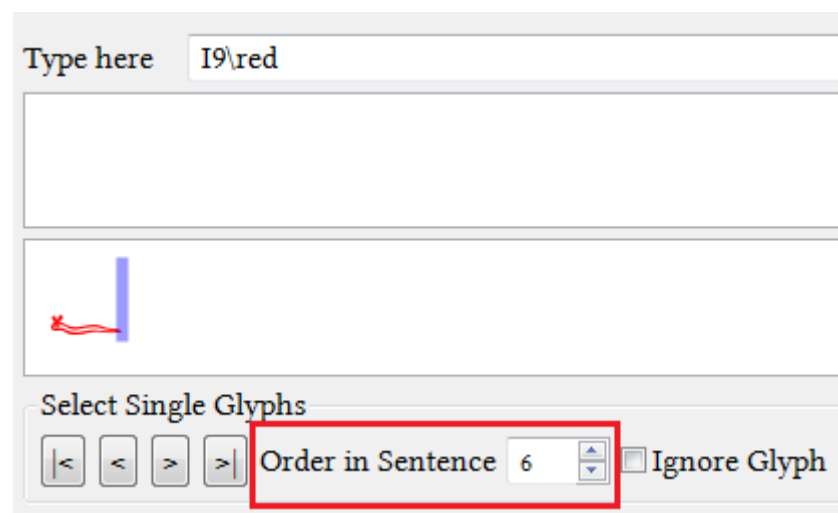 Type here I9\red
Select Single Glyphs
|< < > >| Order in Sentence 6 Ignore Glyph